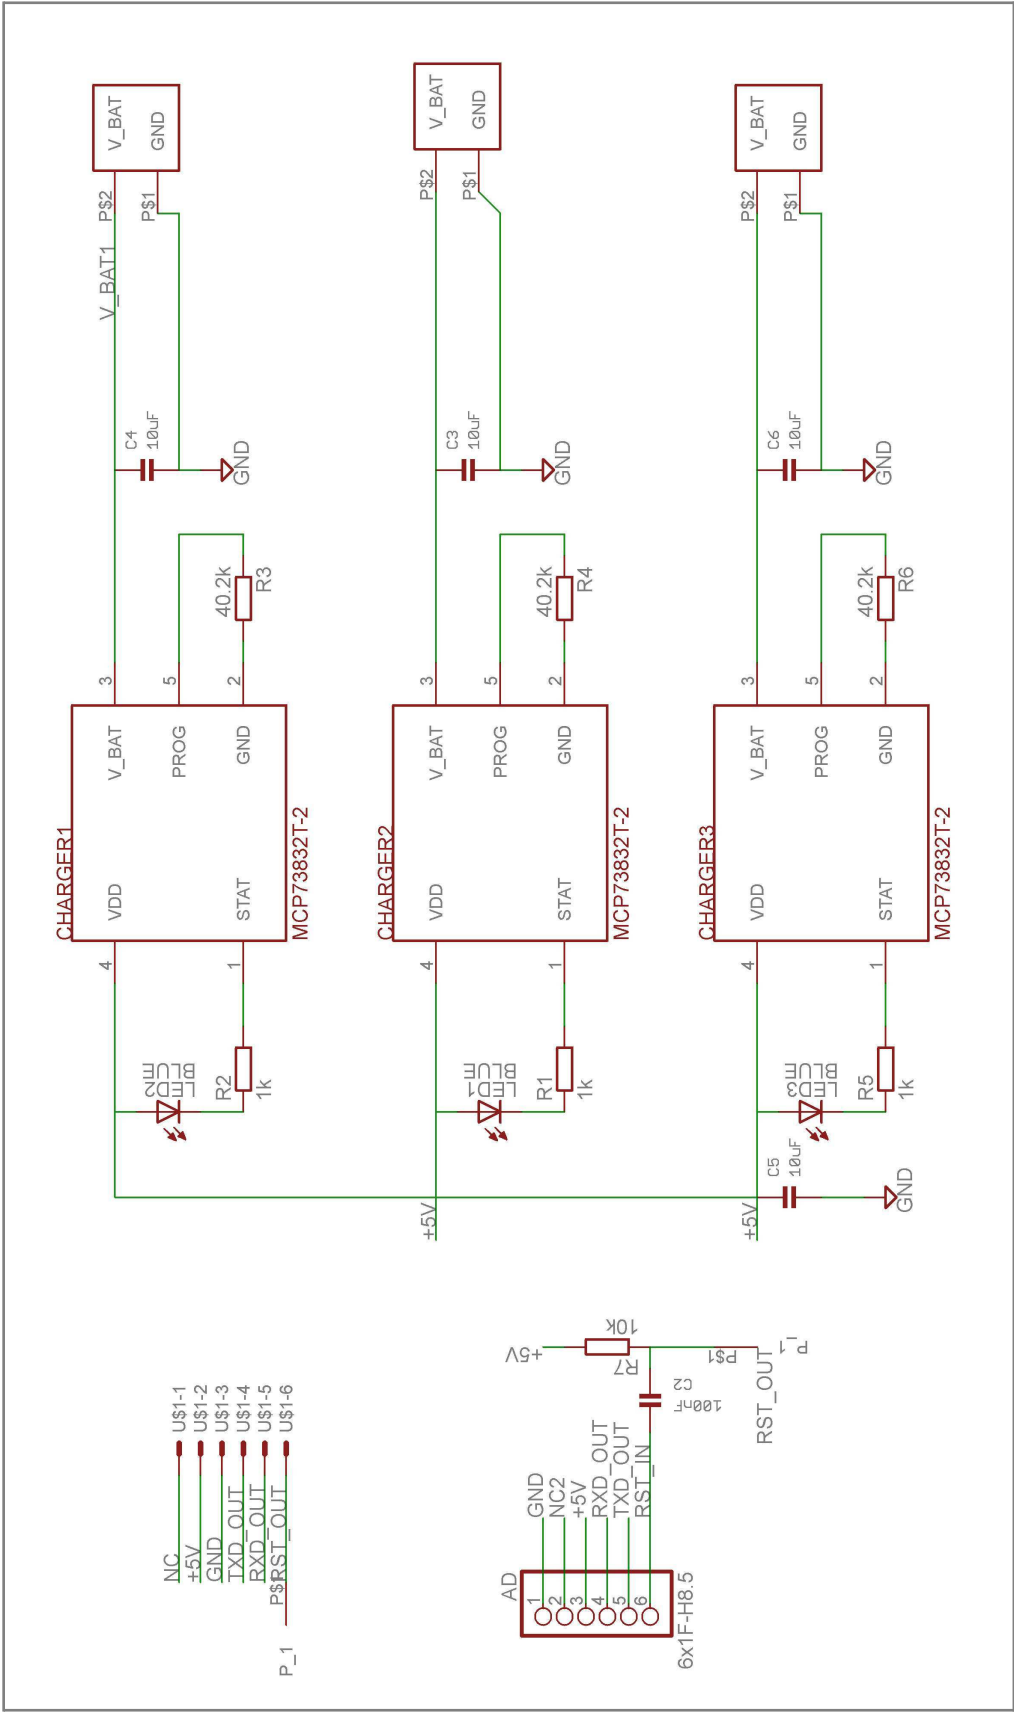 V_BAT
GND
P$2
P$1
V_BAT1
C4
10uF
GND
40.2k
R3
3
5
2
V_BAT
PROG
GND
CHARGER1
MCP73832T-2
VDD
STAT
4
1
LED2
BLUE
R2
1k
V_BAT
GND
P$2
P$1
C3
10uF
GND
40.2k
R4
3
5
2
V_BAT
PROG
GND
CHARGER2
MCP73832T-2
VDD
STAT
4
1
LED1
BLUE
R1
1k
+5V
V_BAT
GND
P$2
P$1
C6
10uF
GND
40.2k
R6
3
5
2
V_BAT
PROG
GND
CHARGER3
MCP73832T-2
VDD
STAT
4
1
LED3
BLUE
R5
1k
C5
10uF
GND
+5V
U$1-1
U$1-2
U$1-3
U$1-4
U$1-5
U$1-6
NC
+5V
GND
TXD_OUT
RXD_OUT
RST_OUT
P$1
P_1
+5V
10k
R7
C2
100nF
P$1
P_1
RST_OUT
GND
NC2
+5V
RXD_OUT
TXD_OUT
RST_IN
AD
1
2
3
4
5
6
6x1F-H8.5